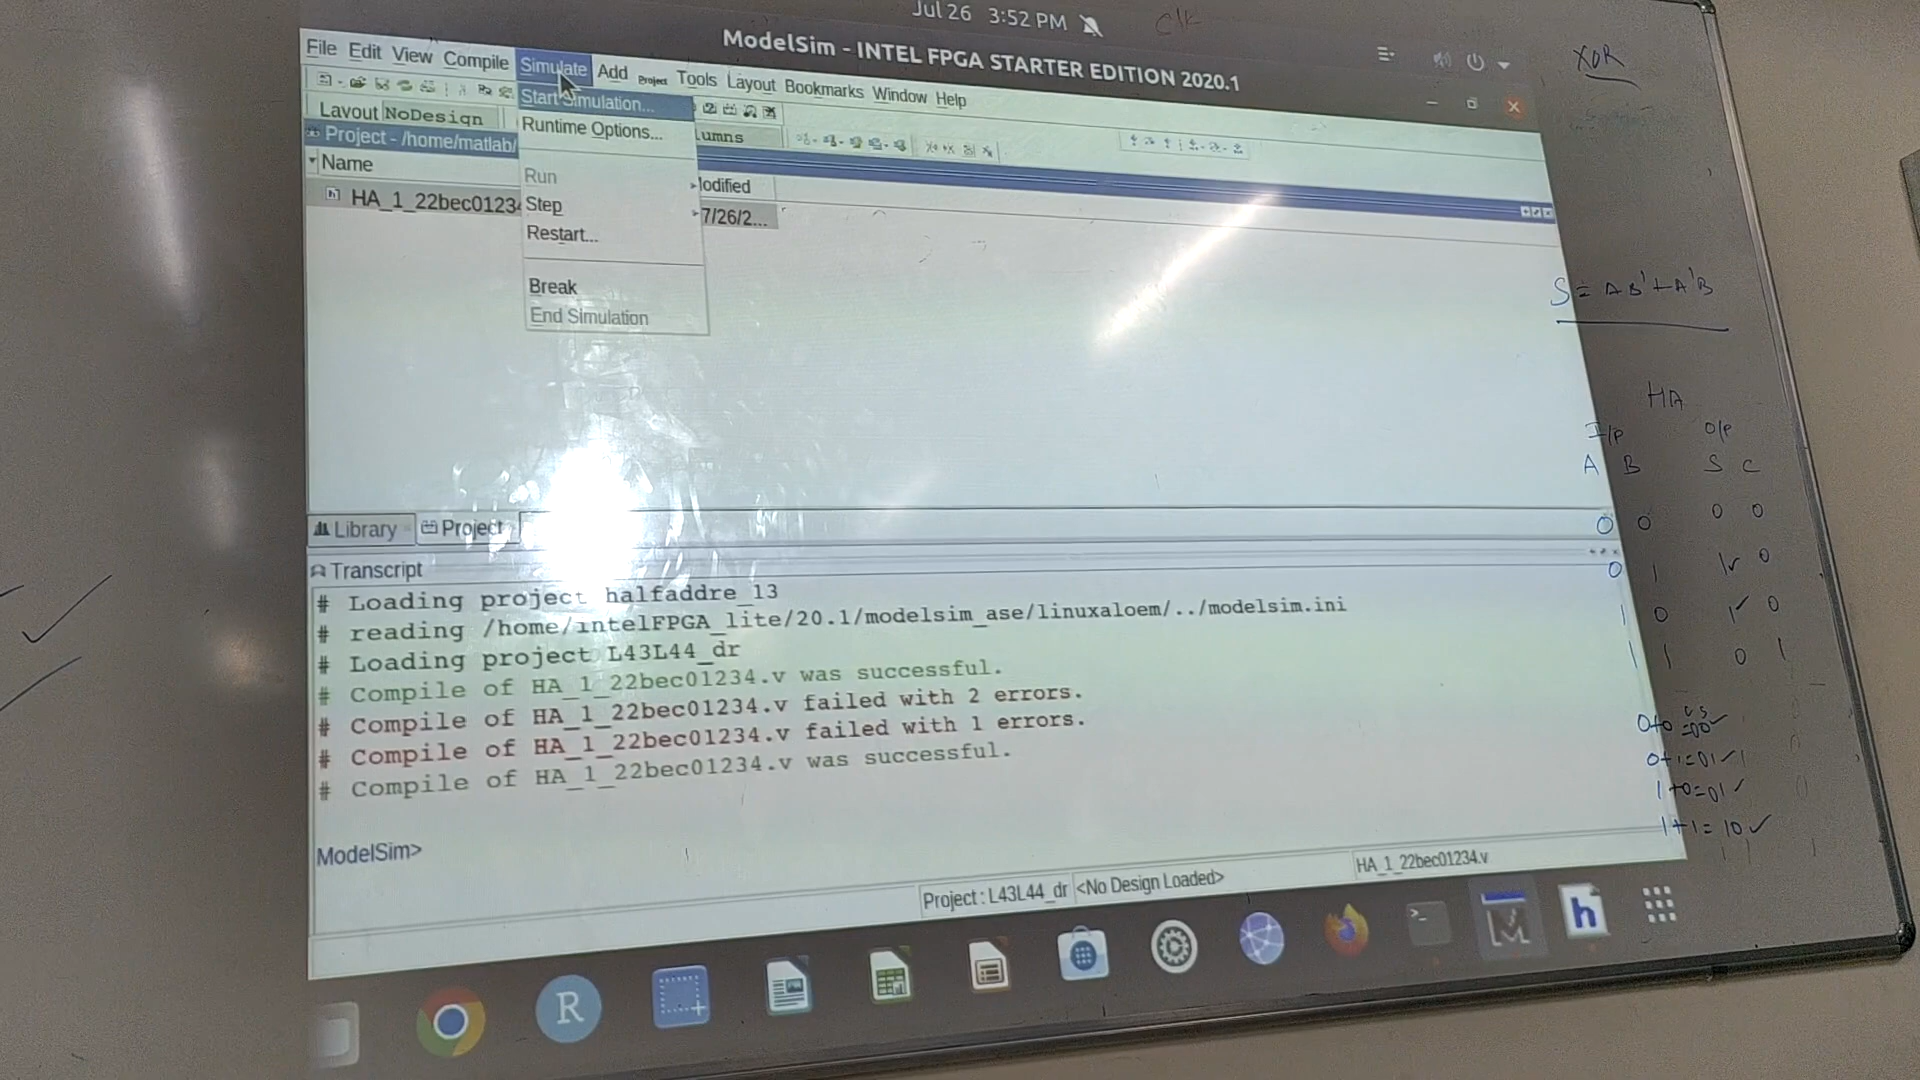 Jul 26 3:52 PM
ModelSim - INTEL FPGA STARTER EDITION 2020.1
File Edit View Compile Simulate Add Project Tools Layout Bookmarks Window Help
Start Simulation...
Layout NoDesign
Runtime Options...
umns
Project - /home/matlab/
Name
Modified
Run
HA_1_22bec01234
Step
7/26/2...
Restart...
Break
End Simulation
Library
Project
Transcript
# Loading project halfaddre_13
# reading /home/intelFPGA_lite/20.1/modelsim_ase/linuxaloem/../modelsim.ini
# Loading project L43L44_dr
# Compile of HA_1_22bec01234.v was successful.
# Compile of HA_1_22bec01234.v failed with 2 errors.
# Compile of HA_1_22bec01234.v failed with 1 errors.
# Compile of HA_1_22bec01234.v was successful.
ModelSim>
Project : L43L44_dr <No Design Loaded> HA_1_22bec01234.v
R
h
clk
XOR
S = AB'+A'B
HA
I/P O/P
A B S C
0 0 0 0
0 1 1 0
1 0 1 0
1 1 0 1
C S
0+0 =00
0+1=01
1+0=01
1+1=10